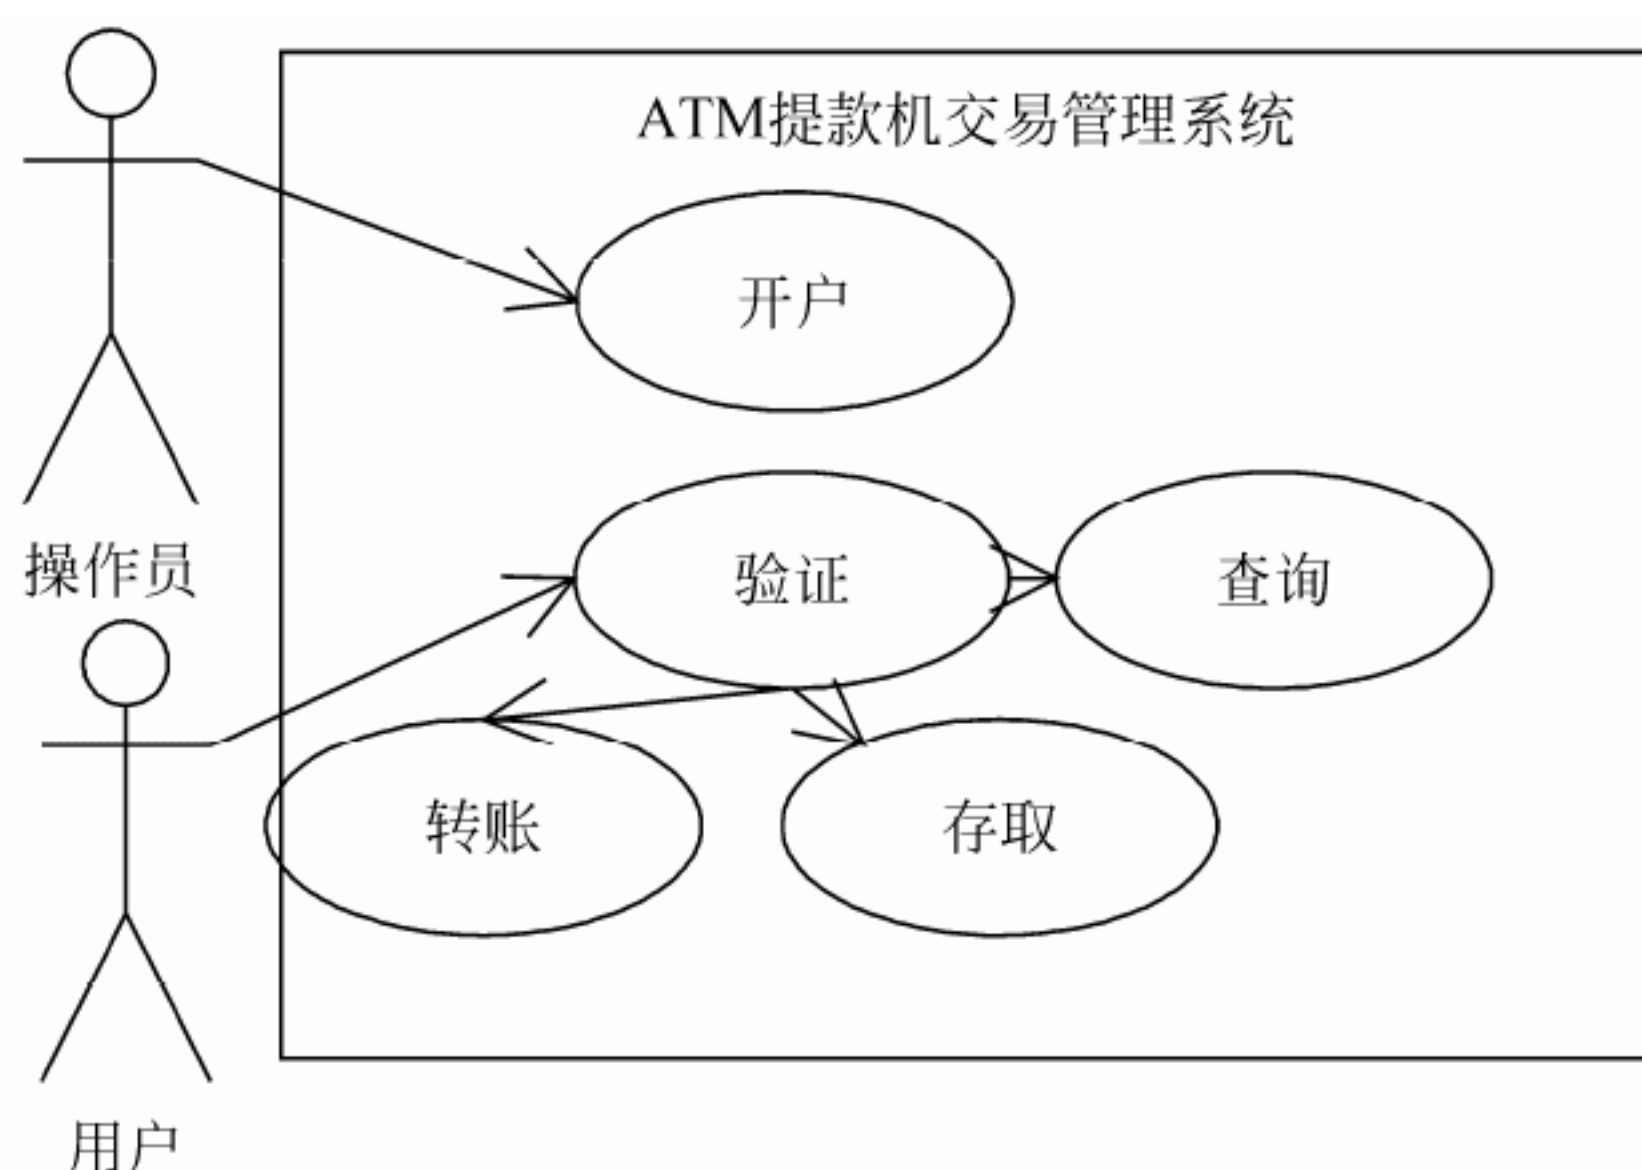 ATM提款机交易管理系统
开户
操作员
验证
查询
转账
存取
用户